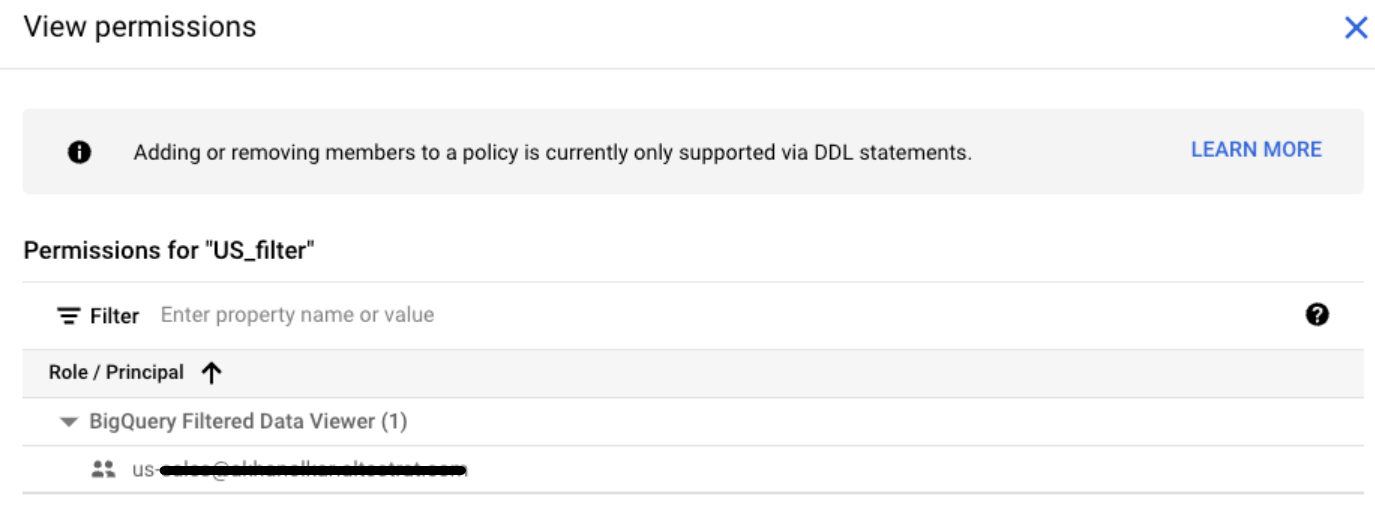 View permissions
Adding or removing members to a policy is currently only supported via DDL statements. LEARN MORE
Permissions for "US_filter"
Filter Enter property name or value
Role / Principal
BigQuery Filtered Data Viewer (1)
us-